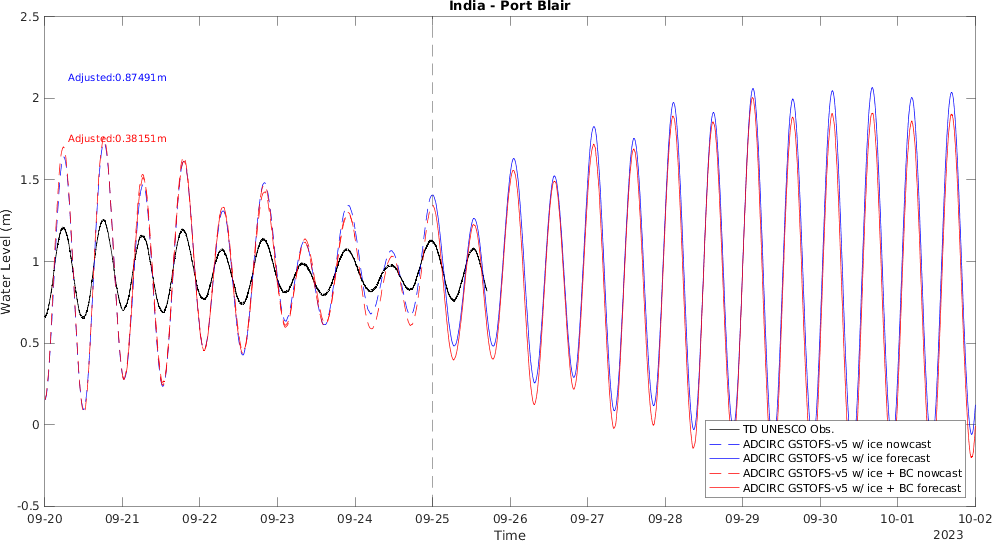 India - Port Blair
2.5
2
1.5
1
0.5
0
-0.5
Water Level (m)
Adjusted:0.87491m
Adjusted:0.38151m
TD UNESCO Obs.
ADCIRC GSTOFS-v5 w/ ice nowcast
ADCIRC GSTOFS-v5 w/ ice forecast
ADCIRC GSTOFS-v5 w/ ice + BC nowcast
ADCIRC GSTOFS-v5 w/ ice + BC forecast
09-20 09-21 09-22 09-23 09-24 09-25 09-26 09-27 09-28 09-29 09-30 10-01 10-02
Time
2023